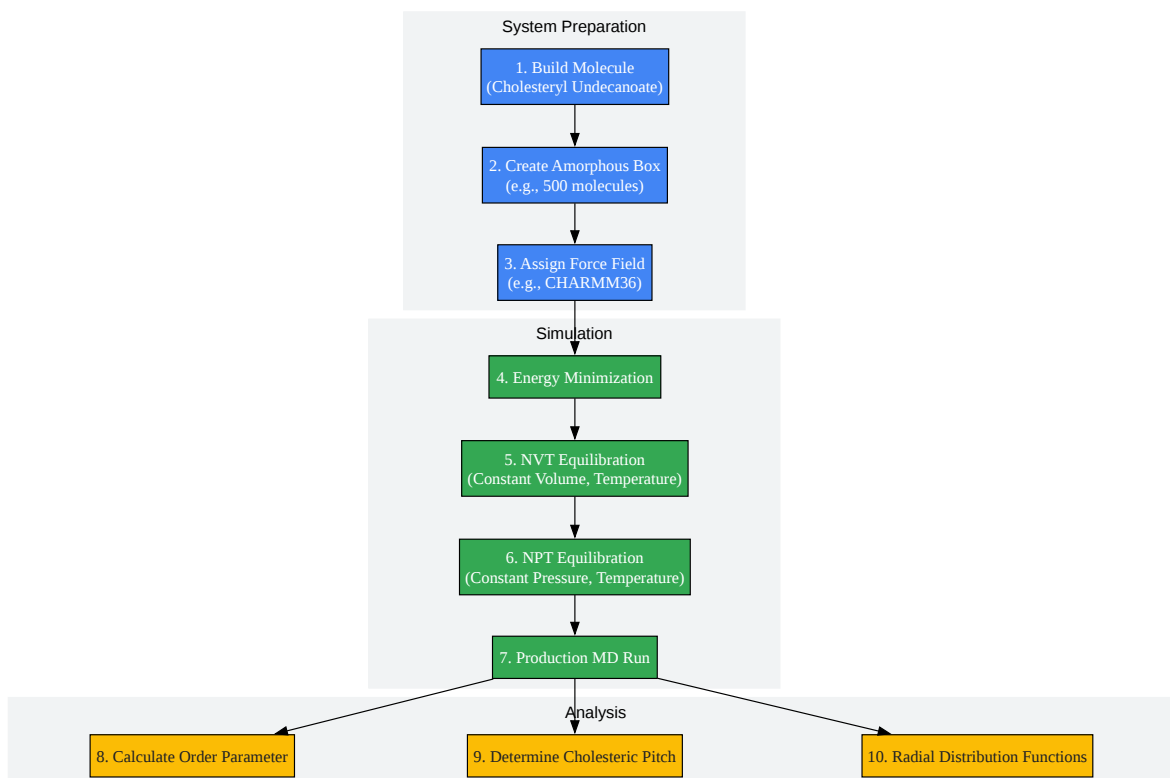 System Preparation
1. Build Molecule
(Cholesteryl Undecanoate)
2. Create Amorphous Box
(e.g., 500 molecules)
3. Assign Force Field
(e.g., CHARMM36)
Simulation
4. Energy Minimization
5. NVT Equilibration
(Constant Volume, Temperature)
6. NPT Equilibration
(Constant Pressure, Temperature)
7. Production MD Run
Analysis
8. Calculate Order Parameter
9. Determine Cholesteric Pitch
10. Radial Distribution Functions